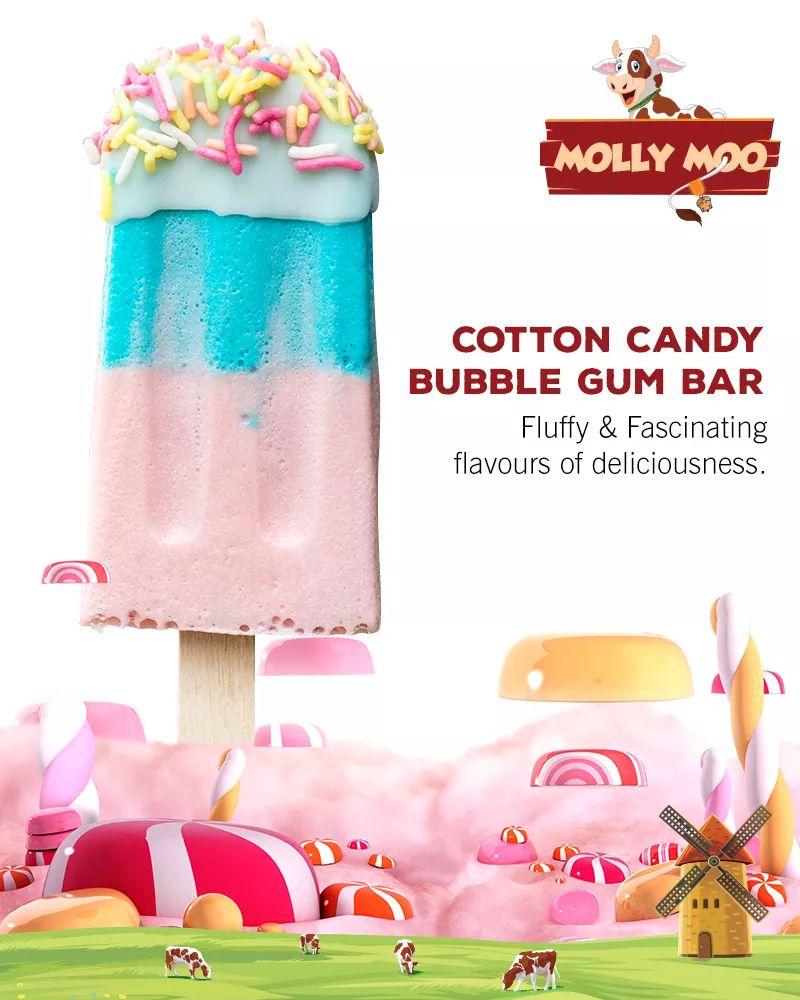 MOLLY MOO
COTTON CANDY
BUBBLE GUM BAR
Fluffy & Fascinating
flavours of deliciousness.